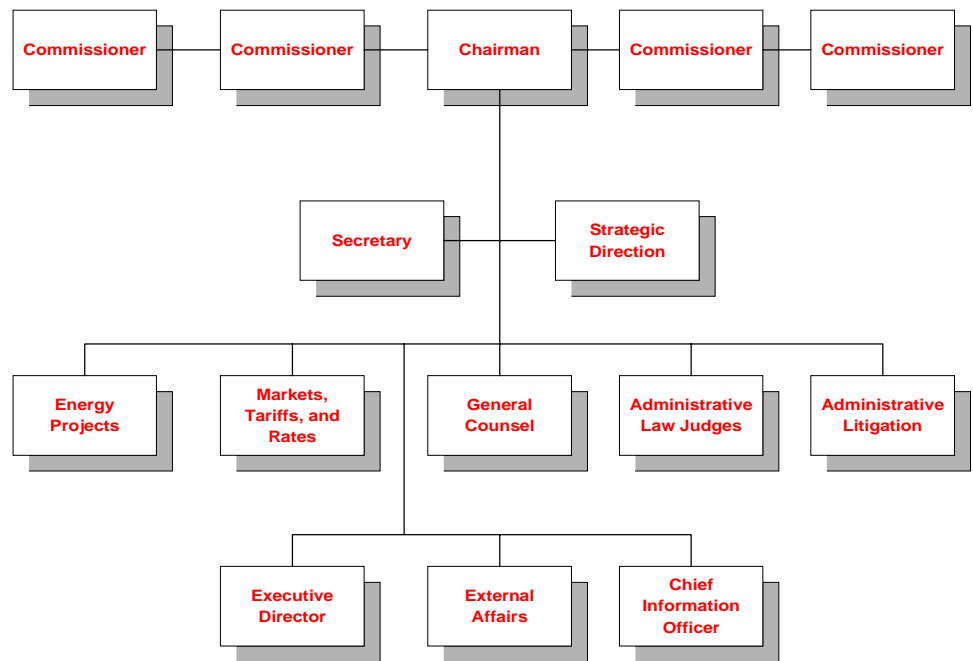 Commissioner
Commissioner
Chairman
Commissioner
Commissioner
Secretary
Strategic
Direction
Energy
Projects
Markets,
Tariffs, and
Rates
General
Counsel
Administrative
Law Judges
Administrative
Litigation
Executive
Director
External
Affairs
Chief
Information
Officer